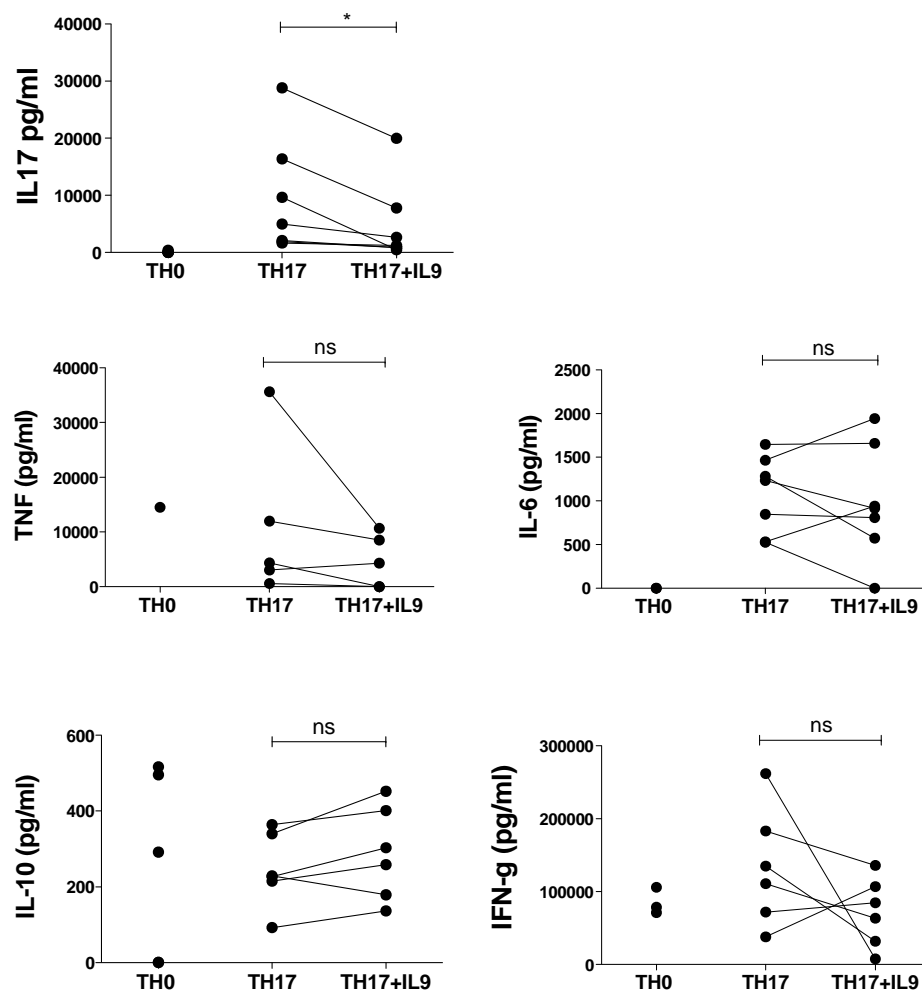 *
40000
30000
20000
10000
0
IL17 pg/ml
TH0 TH17 TH17+IL9
ns
40000
30000
20000
10000
0
TNF (pg/ml)
TH0 TH17 TH17+IL9
ns
2500
2000
1500
1000
500
0
IL-6 (pg/ml)
TH0 TH17 TH17+IL9
ns
600
400
200
0
IL-10 (pg/ml)
TH0 TH17 TH17+IL9
ns
300000
200000
100000
0
IFN-g (pg/ml)
TH0 TH17 TH17+IL9